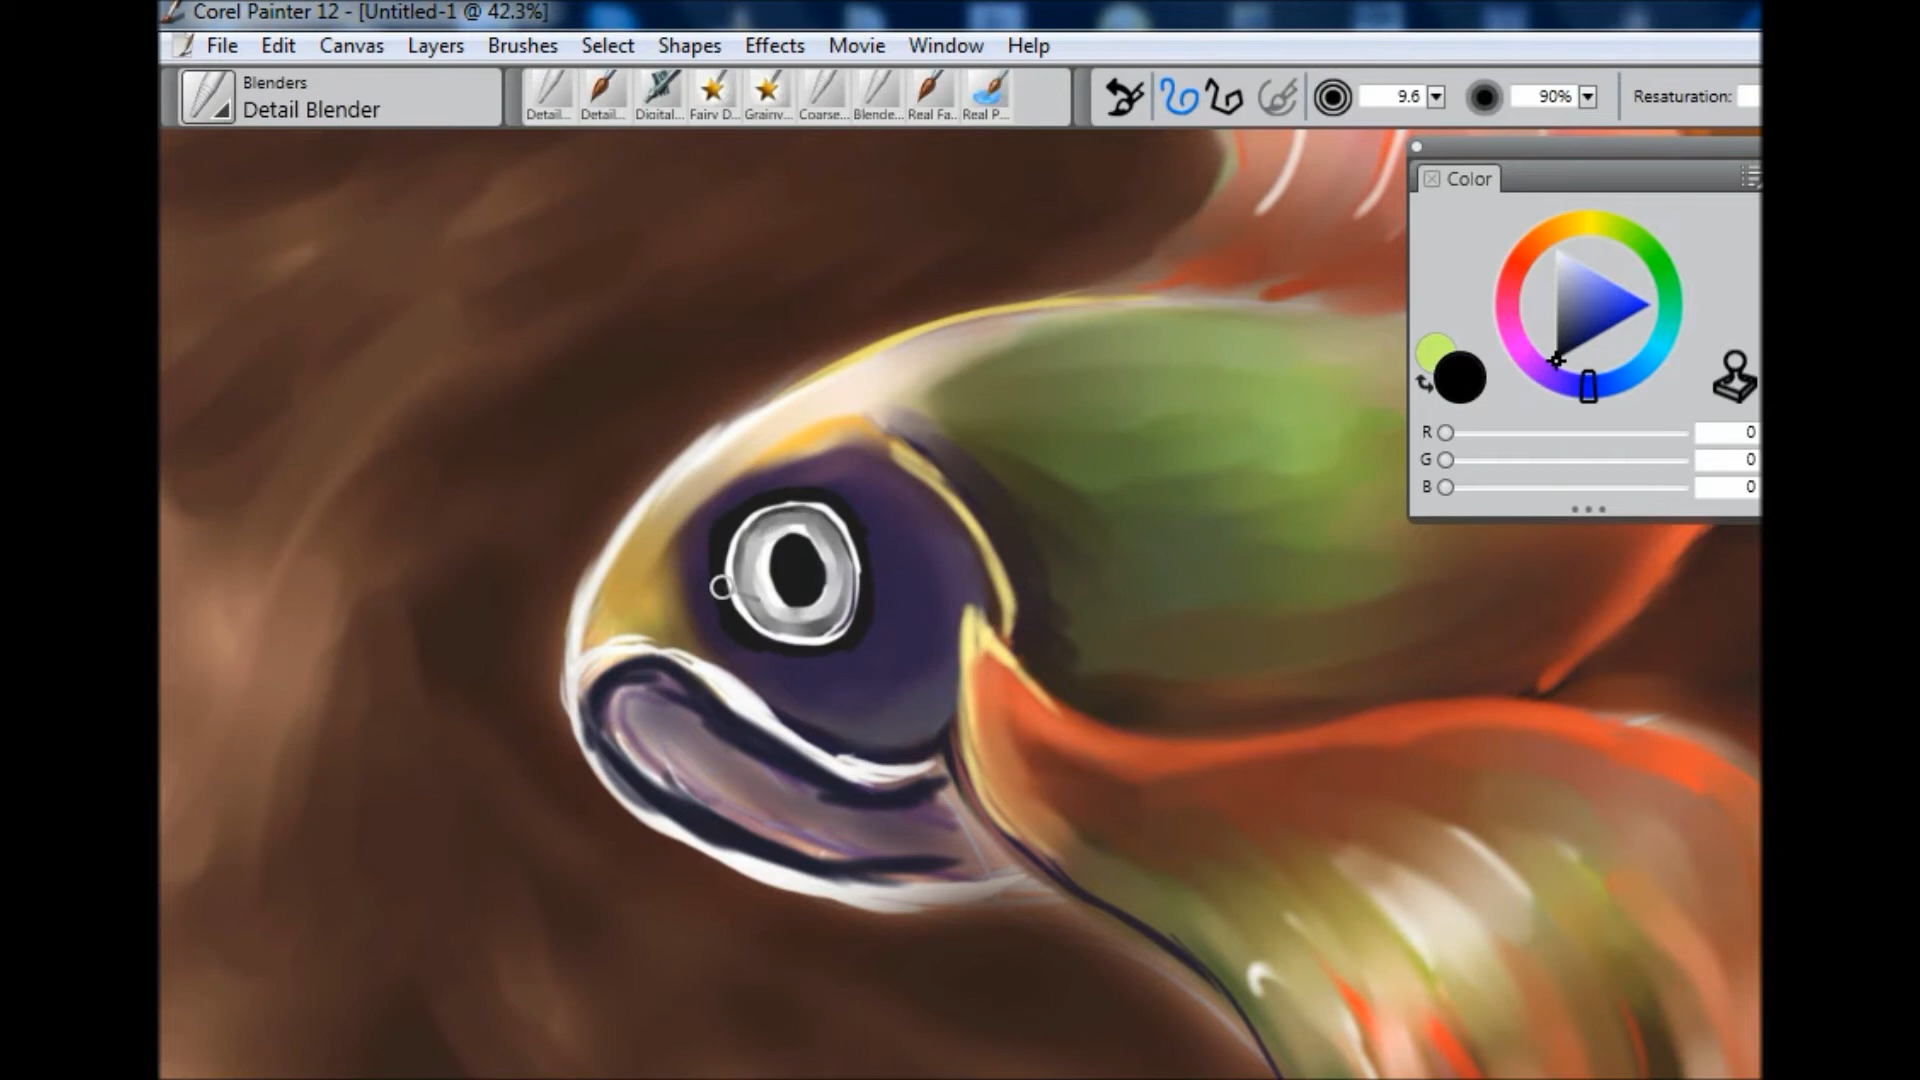 Corel Painter 12 - [Untitled-1 @ 42.3%]
File Edit Canvas Layers Brushes Select Shapes Effects Movie Window Help
Blenders
Detail Blender
Detail... Detail... Digital... Fairy D... Grainy... Coarse... Blende... Real Fa... Real P...
9.6 90% Resaturation:
Color
R 0
G 0
B 0